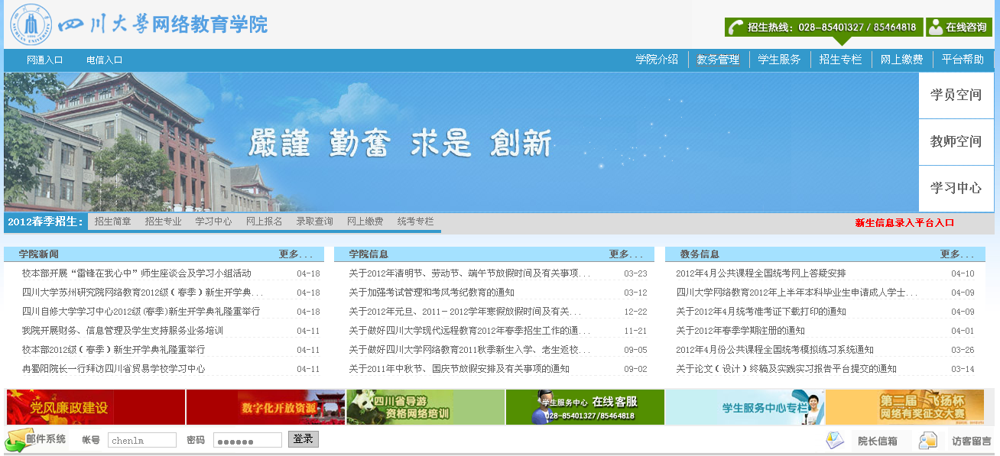 四川大学网络教育学院
招生热线：028-85401327 / 85464818 在线咨询
网通入口 电信入口 学院介绍 教务管理 学生服务 招生专栏 网上缴费 平台帮助
嚴謹 勤奮 求是 創新
学员空间
教师空间
学习中心
2012春季招生： 招生简章 招生专业 学习中心 网上报名 录取查询 网上缴费 统考专栏 新生信息录入平台入口
学院新闻 更多...
校本部开展“雷锋在我心中”师生座谈会及学习小组活动 04-18
四川大学苏州研究院网络教育2012级（春季）新生开学典... 04-18
四川自修大学学习中心2012级(春季)新生开学典礼隆重举行 04-18
我院开展财务、信息管理及学生支持服务业务培训 04-11
校本部2012级（春季）新生开学典礼隆重举行 04-11
冉蜀阳院长一行拜访四川省贸易学校学习中心 04-11
学院信息 更多...
关于2012年清明节、劳动节、端午节放假时间及有关事项... 03-23
关于加强考试管理和考风考纪教育的通知 03-12
关于2012年元旦、2011－2012学年寒假放假时间及有关... 12-22
关于做好四川大学现代远程教育2012年春季招生工作的通... 11-21
关于做好四川大学网络教育2011秋季新生入学、老生返校... 09-05
关于2011年中秋节、国庆节放假安排及有关事项的通知 09-02
教务信息 更多...
2012年4月公共课程全国统考网上答疑安排 04-10
四川大学网络教育2012年上半年本科毕业生申请成人学士... 04-09
关于2012年4月统考准考证下载打印的通知 04-09
关于2012年春季学期注册的通知 04-01
2012年4月份公共课程全国统考模拟练习系统通知 03-26
关于论文（设计）终稿及实践实习报告平台提交的通知 03-14
党风廉政建设
数字化开放资源
四川省导游
资格网络培训
学生服务中心 在线客服
028-85401327/85464818
学生服务中心专栏
第二届“飞扬杯
网络有奖征文大赛
邮件系统 帐号 chenlm 密码 ●●●●●● 登录 院长信箱 访客留言